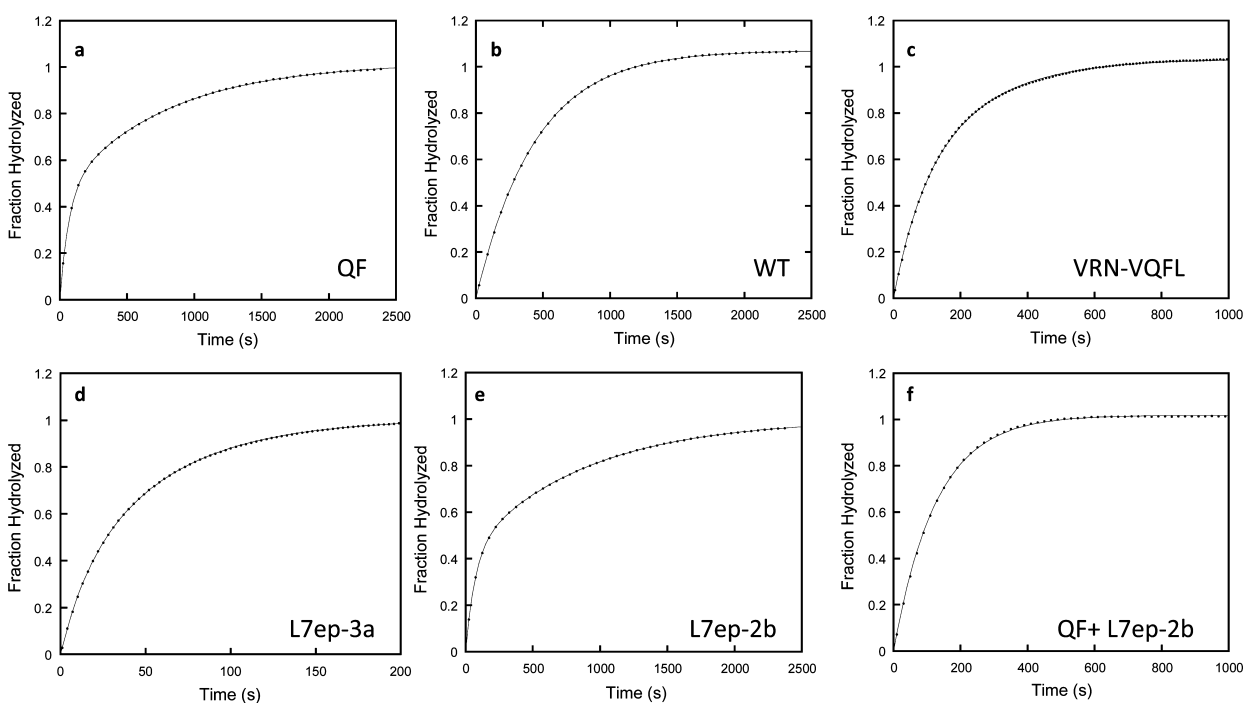 a
1.2
1
0.8
0.6
0.4
0.2
0
Fraction Hydrolyzed
QF
0 500 1000 1500 2000 2500
Time (s)
b
1.2
1
0.8
0.6
0.4
0.2
0
Fraction Hydrolyzed
WT
0 500 1000 1500 2000 2500
Time (s)
c
1.2
1
0.8
0.6
0.4
0.2
0
Fraction Hydrolyzed
VRN-VQFL
0 200 400 600 800 1000
Time (s)
d
1.2
1
0.8
0.6
0.4
0.2
0
Fraction Hydrolyzed
L7ep-3a
0 50 100 150 200
Time (s)
e
1.2
1
0.8
0.6
0.4
0.2
0
Fraction Hydrolyzed
L7ep-2b
0 500 1000 1500 2000 2500
Time (s)
f
1.2
1
0.8
0.6
0.4
0.2
0
Fraction Hydrolyzed
QF+ L7ep-2b
0 200 400 600 800 1000
Time (s)